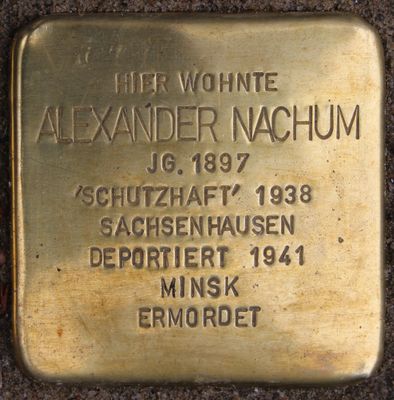 HIER WOHNTE
ALEXANDER NACHUM
JG. 1897
'SCHUTZHAFT' 1938
SACHSENHAUSEN
DEPORTIERT 1941
MINSK
ERMORDET